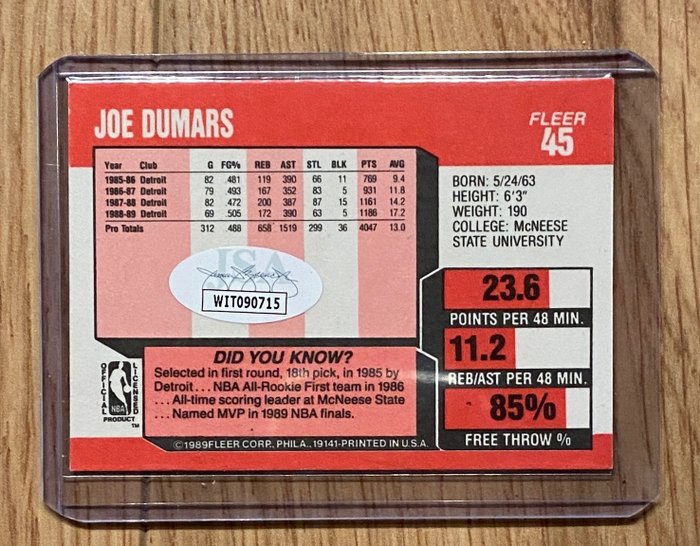 JOE DUMARS
FLEER
45
Year Club G FG% REB AST STL BLK PTS AVG
1985-86 Detroit 82 .481 119 390 66 11 769 9.4
1986-87 Detroit 79 .493 167 352 83 5 931 11.8
1987-88 Detroit 82 .472 200 387 87 15 1161 14.2
1988-89 Detroit 69 .505 172 390 63 5 1186 17.2
Pro Totals 312 .488 658 1519 299 36 4047 13.0
BORN: 5/24/63
HEIGHT: 6'3"
WEIGHT: 190
COLLEGE: McNEESE
STATE UNIVERSITY
JSA
WIT090715
23.6
POINTS PER 48 MIN.
11.2
REB/AST PER 48 MIN.
85%
FREE THROW %
DID YOU KNOW?
Selected in first round, 18th pick, in 1985 by
Detroit . . . NBA All-Rookie First team in 1986
. . . All-time scoring leader at McNeese State
. . . Named MVP in 1989 NBA finals.
OFFICIAL
LICENSED
NBA
PRODUCT
TM
©1989FLEER CORP., PHILA., 19141-PRINTED IN U.S.A.